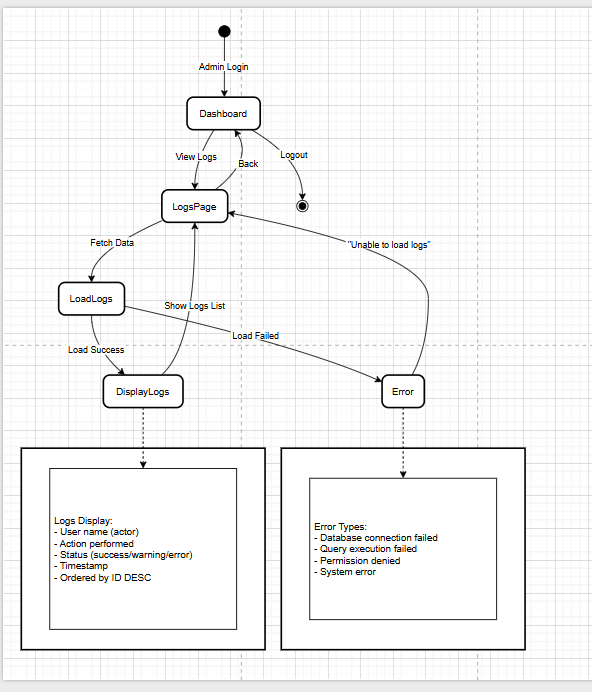 Admin Login
Dashboard
View Logs
Back
Logout
LogsPage
Fetch Data
"Unable to load logs"
LoadLogs
Show Logs List
Load Failed
Load Success
DisplayLogs
Error
Logs Display:
- User name (actor)
- Action performed
- Status (success/warning/error)
- Timestamp
- Ordered by ID DESC
Error Types:
- Database connection failed
- Query execution failed
- Permission denied
- System error